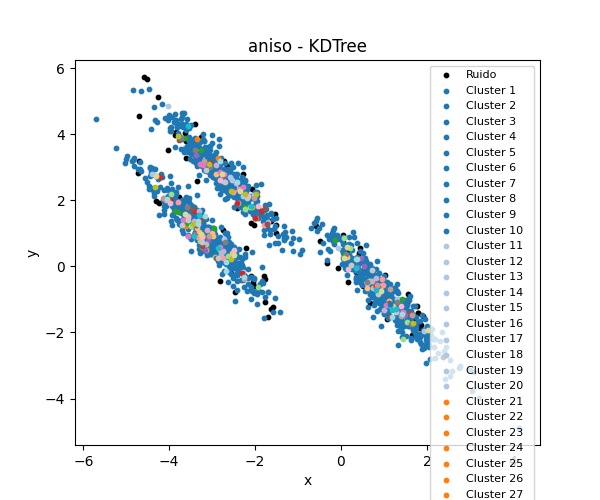 aniso - KDTree
6
4
2
0
−2
−4
y
−6
−4
−2
0
2
x
Ruido
Cluster 1
Cluster 2
Cluster 3
Cluster 4
Cluster 5
Cluster 6
Cluster 7
Cluster 8
Cluster 9
Cluster 10
Cluster 11
Cluster 12
Cluster 13
Cluster 14
Cluster 15
Cluster 16
Cluster 17
Cluster 18
Cluster 19
Cluster 20
Cluster 21
Cluster 22
Cluster 23
Cluster 24
Cluster 25
Cluster 26
Cluster 27